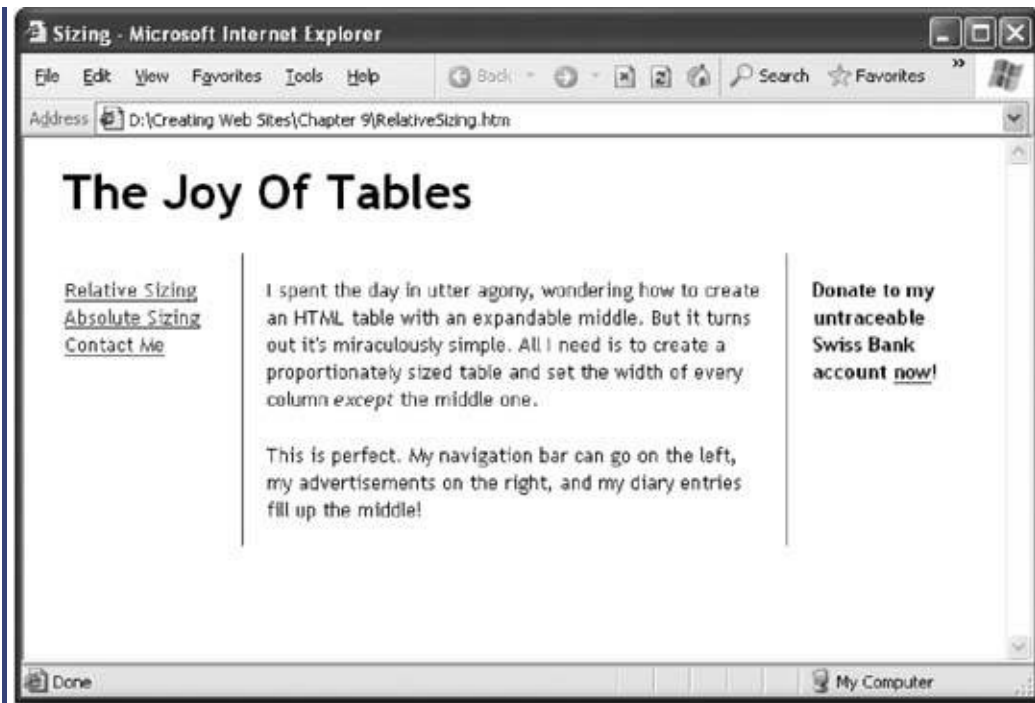 Sizing - Microsoft Internet Explorer
File Edit View Favorites Tools Help Back Search Favorites »
Address D:\Creating Web Sites\Chapter 9\RelativeSizing.htm
The Joy Of Tables
Relative Sizing
Absolute Sizing
Contact Me
I spent the day in utter agony, wondering how to create
an HTML table with an expandable middle. But it turns
out it's miraculously simple. All I need is to create a
proportionately sized table and set the width of every
column except the middle one.
This is perfect. My navigation bar can go on the left,
my advertisements on the right, and my diary entries
fill up the middle!
Donate to my
untraceable
Swiss Bank
account now!
Done My Computer